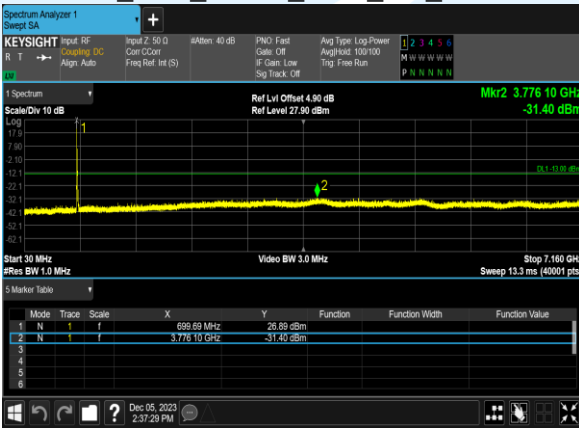 Spectrum Analyzer 1
Swept SA
+
KEYSIGHT Input: RF Input Z: 50 Ω #Atten: 40 dB PNO: Fast Avg Type: Log-Power 1 2 3 4 5 6
R T Coupling: DC Corr CCorr Gate: Off Avg|Hold: 100/100 M W W W W W
Align: Auto Freq Ref: Int (S) IF Gain: Low Trig: Free Run
LV Sig Track: Off P N N N N N
1 Spectrum Ref Lvl Offset 4.90 dB Mkr2 3.776 10 GHz
Scale/Div 10 dB Ref Level 27.90 dBm -31.40 dBm
Log
17.9 1
7.90
-2.10
-12.1 DL1 -13.00 dBm
-22.1 2
-32.1
-42.1
-52.1
-62.1
Start 30 MHz Video BW 3.0 MHz Stop 7.160 GHz
#Res BW 1.0 MHz Sweep 13.3 ms (40001 pts
5 Marker Table
Mode Trace Scale X Y Function Function Width Function Value
1 N 1 f 699.69 MHz 26.89 dBm
2 N 1 f 3.776 10 GHz -31.40 dBm
3
4
5
6
? Dec 05, 2023
2:37:29 PM